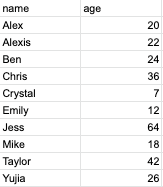 name age
Alex 20
Alexis 22
Ben 24
Chris 36
Crystal 7
Emily 12
Jess 64
Mike 18
Taylor 42
Yujia 26